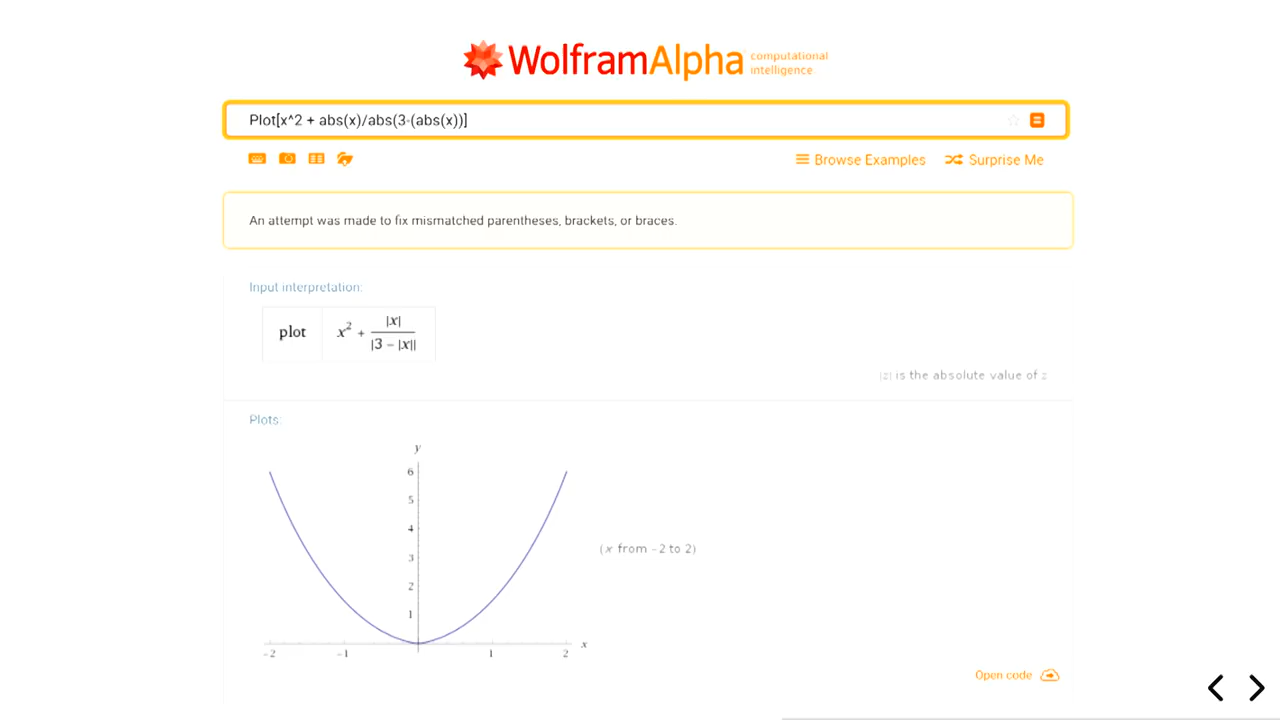 WolframAlpha computational intelligence
Plot[x^2 + abs(x)/abs(3-(abs(x))]
Browse Examples Surprise Me
An attempt was made to fix mismatched parentheses, brackets, or braces.
Input interpretation:
plot x² + |x| / |3 − |x||
|z| is the absolute value of z
Plots:
y
6
5
4
3
2
1
(x from -2 to 2)
-2 -1 1 2 x
Open code